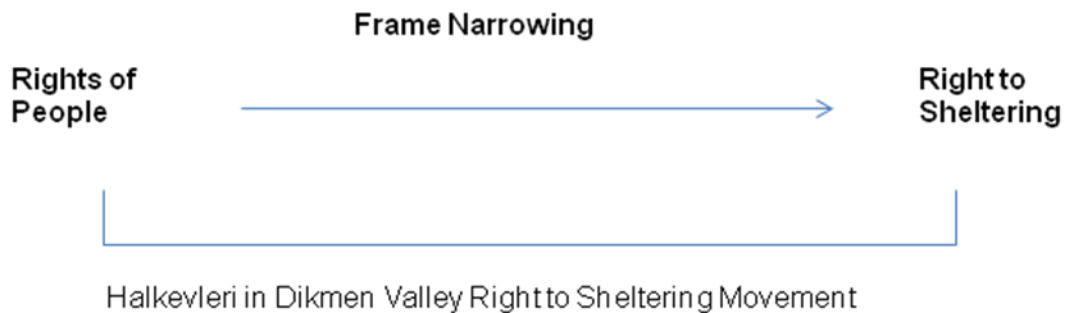 Frame Narrowing
Rights of
People
Right to
Sheltering
Halkevleri in Dikmen Valley Right to Sheltering Movement